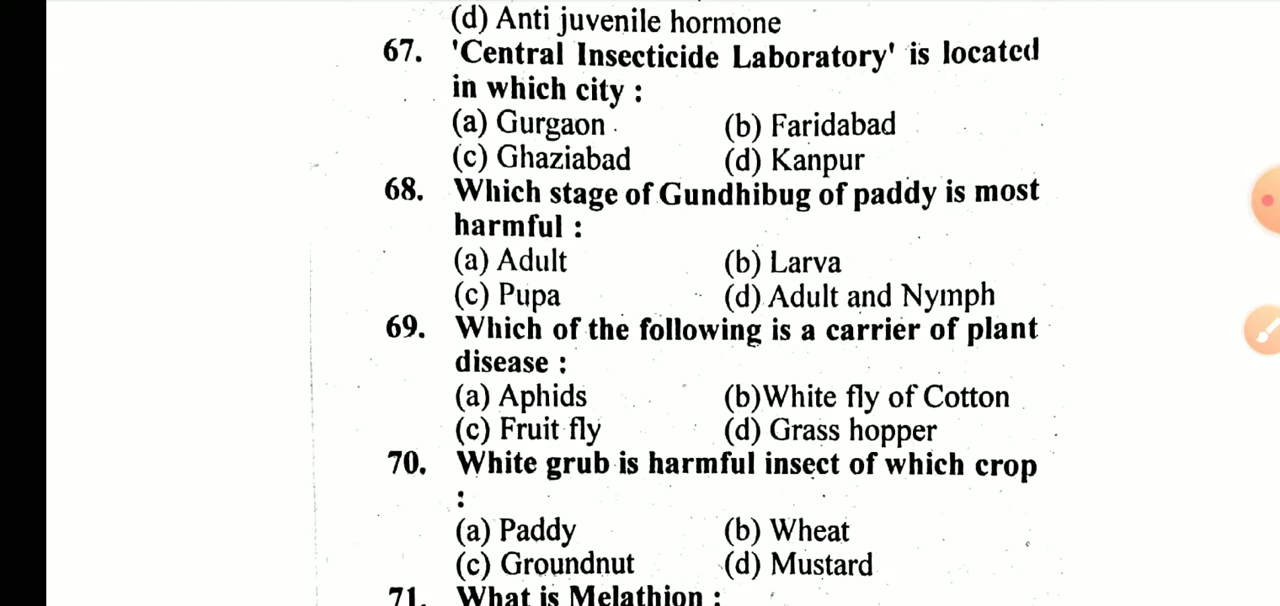 (d) Anti juvenile hormone
67. 'Central Insecticide Laboratory' is located
in which city :
(a) Gurgaon (b) Faridabad
(c) Ghaziabad (d) Kanpur
68. Which stage of Gundhibug of paddy is most
harmful :
(a) Adult (b) Larva
(c) Pupa (d) Adult and Nymph
69. Which of the following is a carrier of plant
disease :
(a) Aphids (b)White fly of Cotton
(c) Fruit fly (d) Grass hopper
70. White grub is harmful insect of which crop
:
(a) Paddy (b) Wheat
(c) Groundnut (d) Mustard
71. What is Melathion :